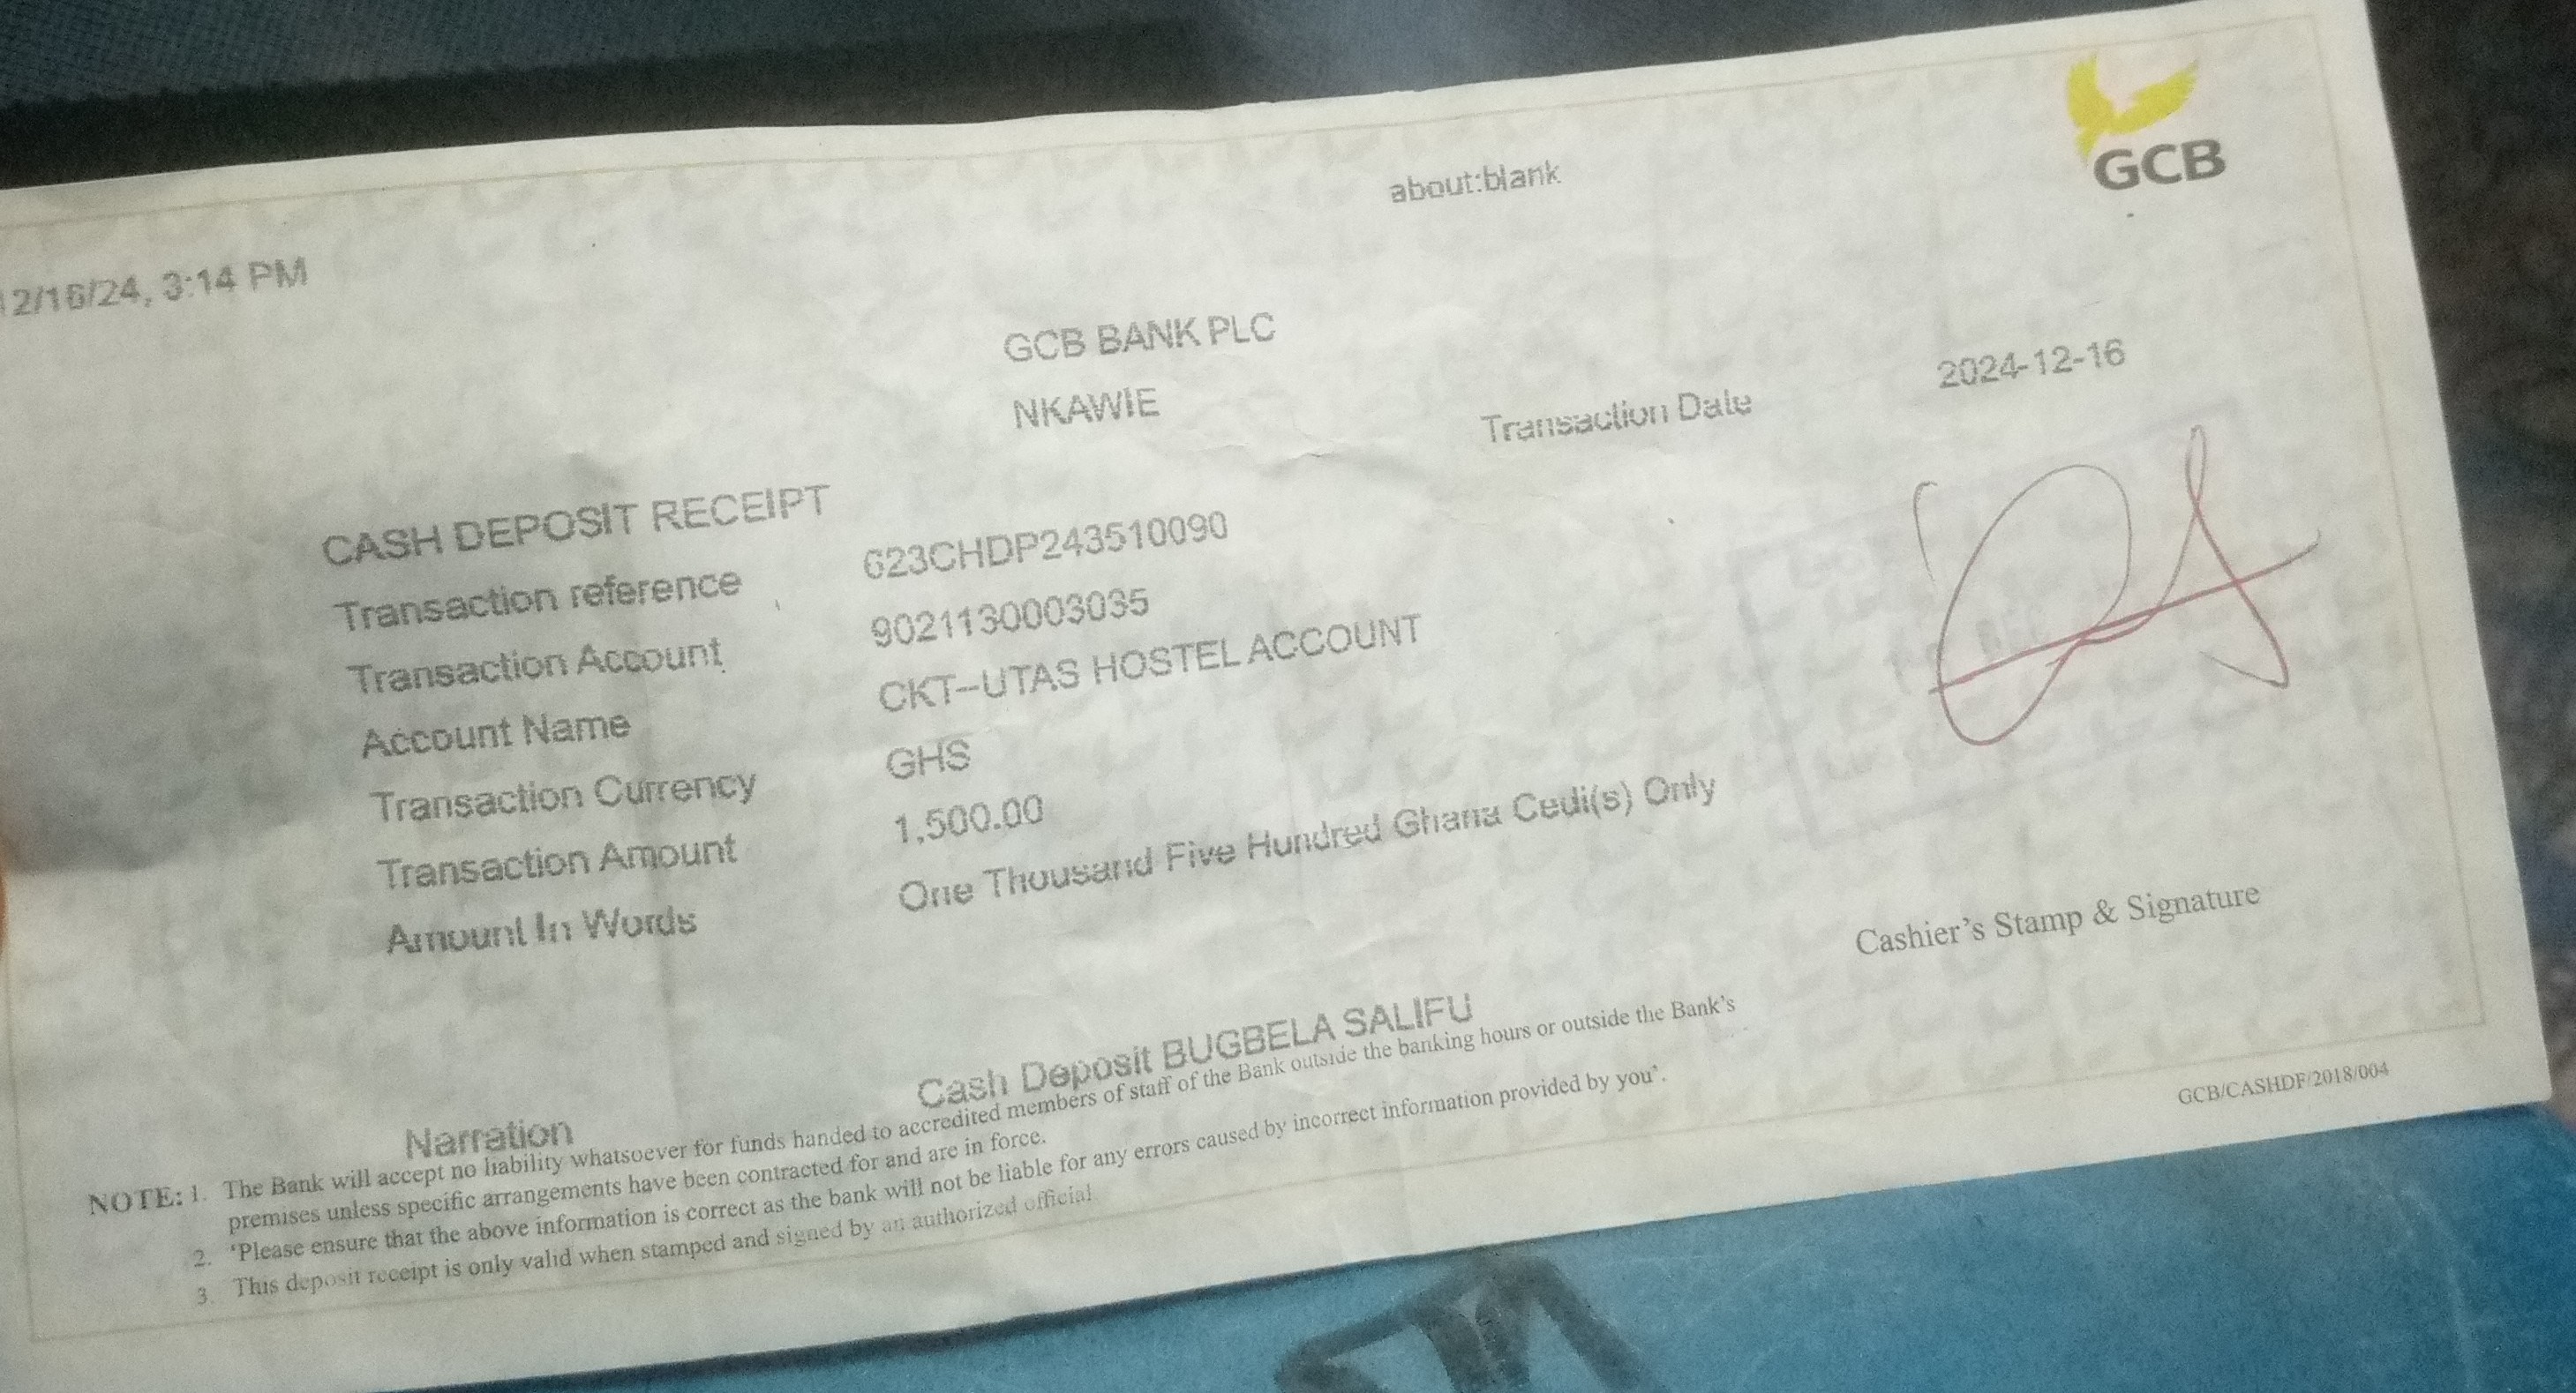 about:blank
GCB
12/16/24, 3:14 PM
GCB BANK PLC
NKAWIE
Transaction Date 2024-12-16
CASH DEPOSIT RECEIPT
Transaction reference 623CHDP243510090
Transaction Account 9021130003035
Account Name CKT-UTAS HOSTEL ACCOUNT
Transaction Currency GHS
Transaction Amount 1,500.00
Amount In Words One Thousand Five Hundred Ghana Cedi(s) Only
Cashier's Stamp & Signature
Narration Cash Deposit BUGBELA SALIFU
NOTE: 1. The Bank will accept no liability whatsoever for funds handed to accredited members of staff of the Bank outside the banking hours or outside the Bank's
premises unless specific arrangements have been contracted for and are in force.
2. 'Please ensure that the above information is correct as the bank will not be liable for any errors caused by incorrect information provided by you'.
3. This deposit receipt is only valid when stamped and signed by an authorized official
GCB/CASHDF/2018/004